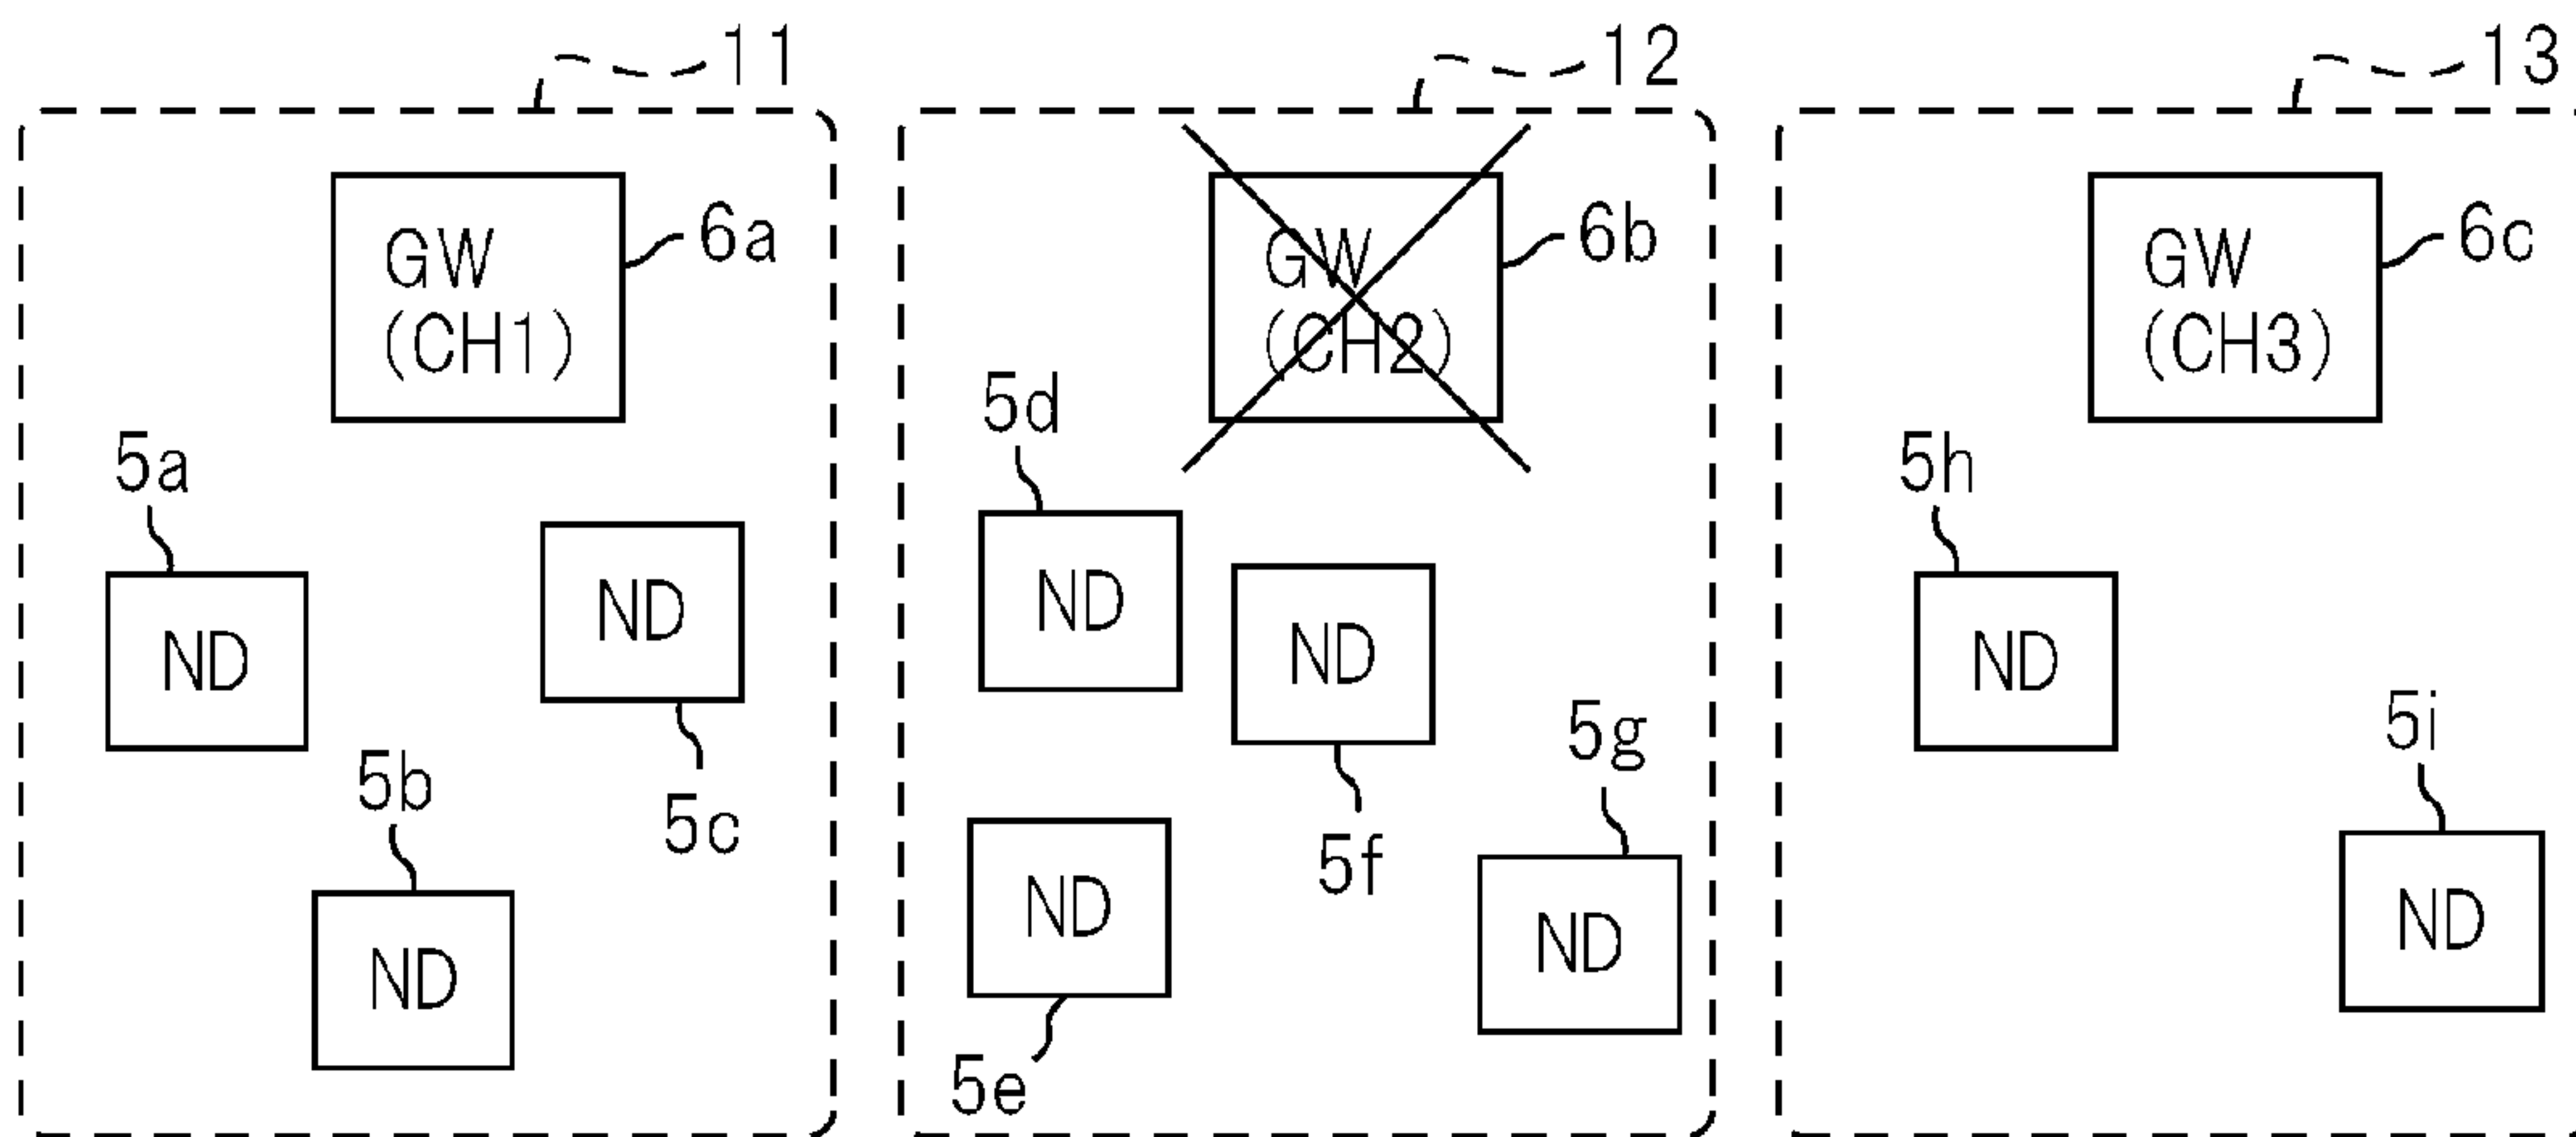 11
GW
(CH1)
6a
5a
ND
ND
5c
5b
ND
12
GW
(CH2)
6b
5d
ND
ND
5f
5g
ND
ND
5e
13
GW
(CH3)
6c
5h
ND
5i
ND